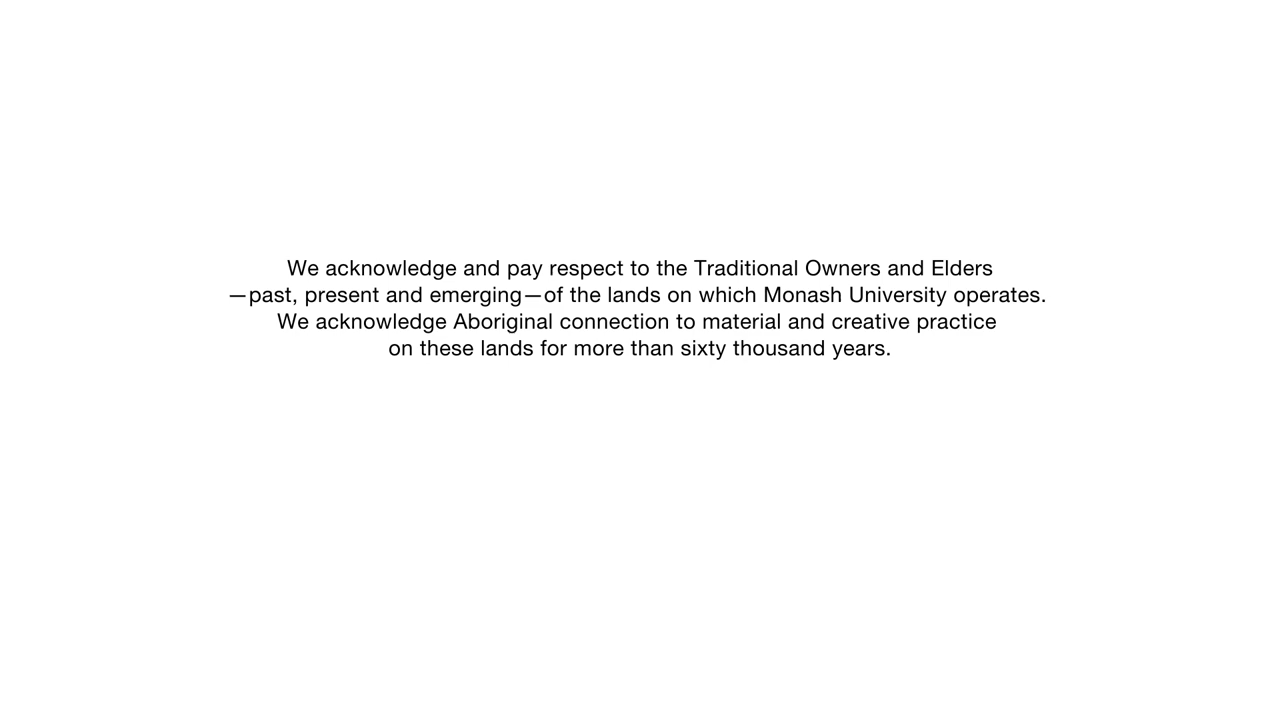 We acknowledge and pay respect to the Traditional Owners and Elders
—past, present and emerging—of the lands on which Monash University operates.
We acknowledge Aboriginal connection to material and creative practice
on these lands for more than sixty thousand years.